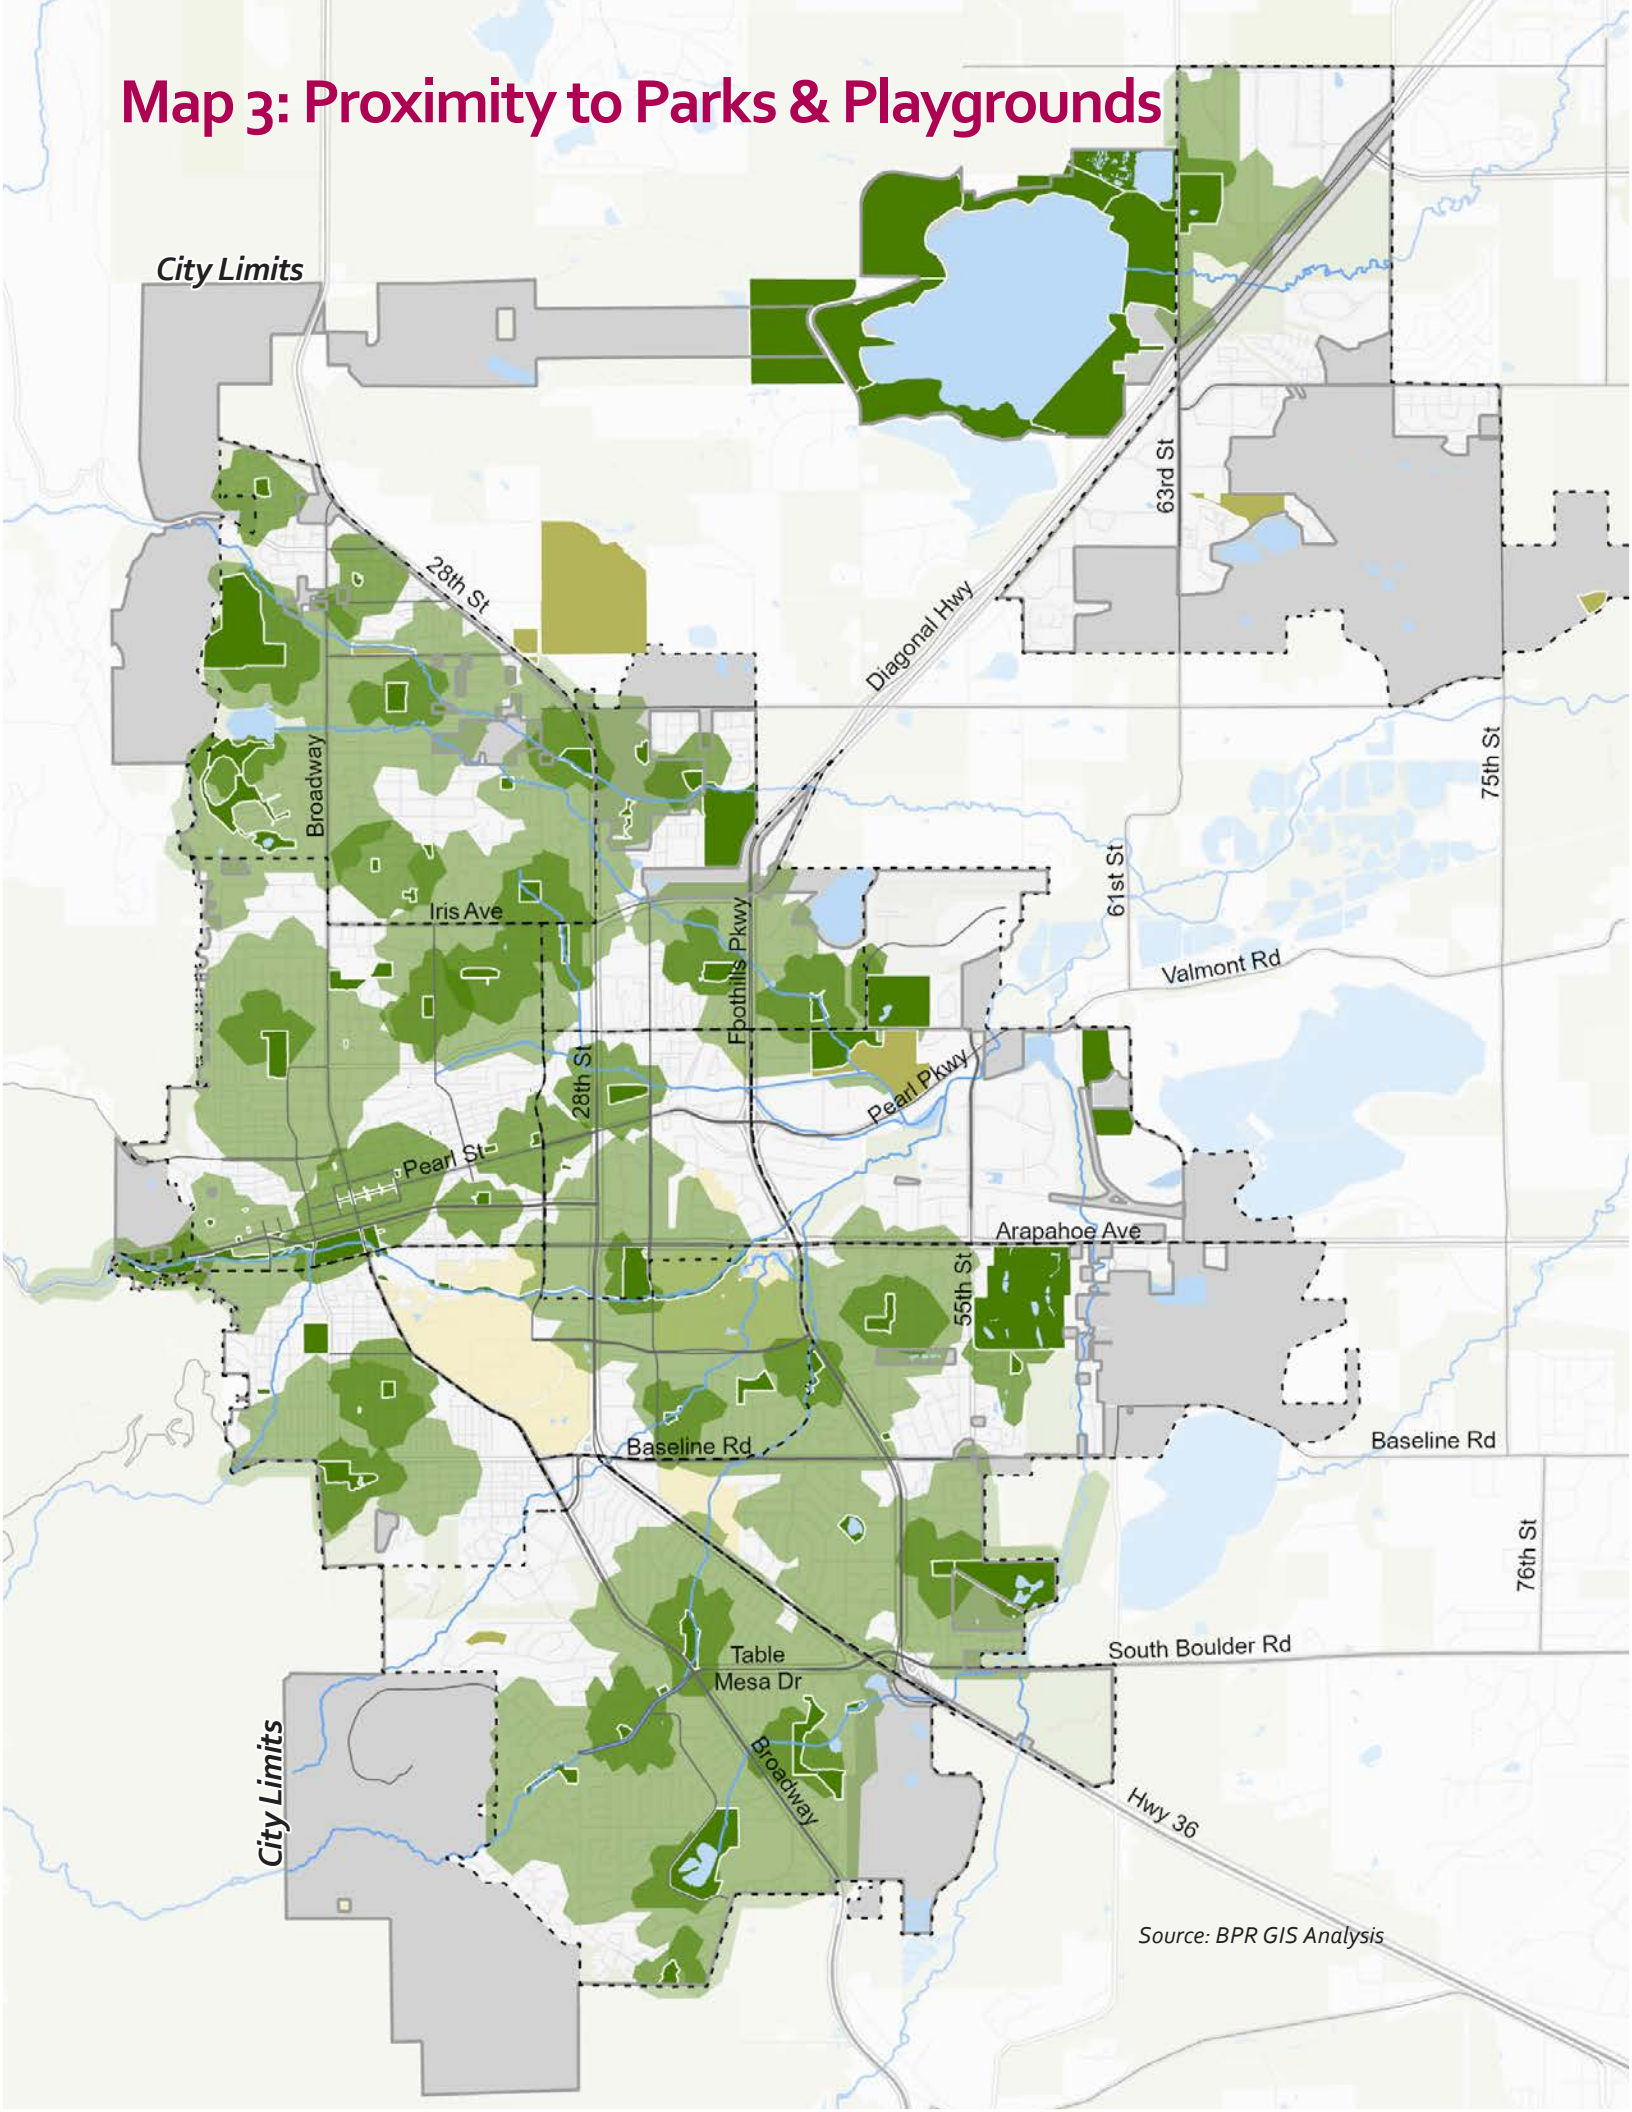 Map 3: Proximity to Parks & Playgrounds
City Limits
63rd St
28th St
Diagonal Hwy
Broadway
75th St
61st St
Iris Ave
Foothills Pkwy
Valmont Rd
28th St
Pearl Pkwy
Pearl St
Arapahoe Ave
55th St
Baseline Rd
Baseline Rd
76th St
South Boulder Rd
Table
Mesa Dr
City Limits
Broadway
Hwy 36
Source: BPR GIS Analysis